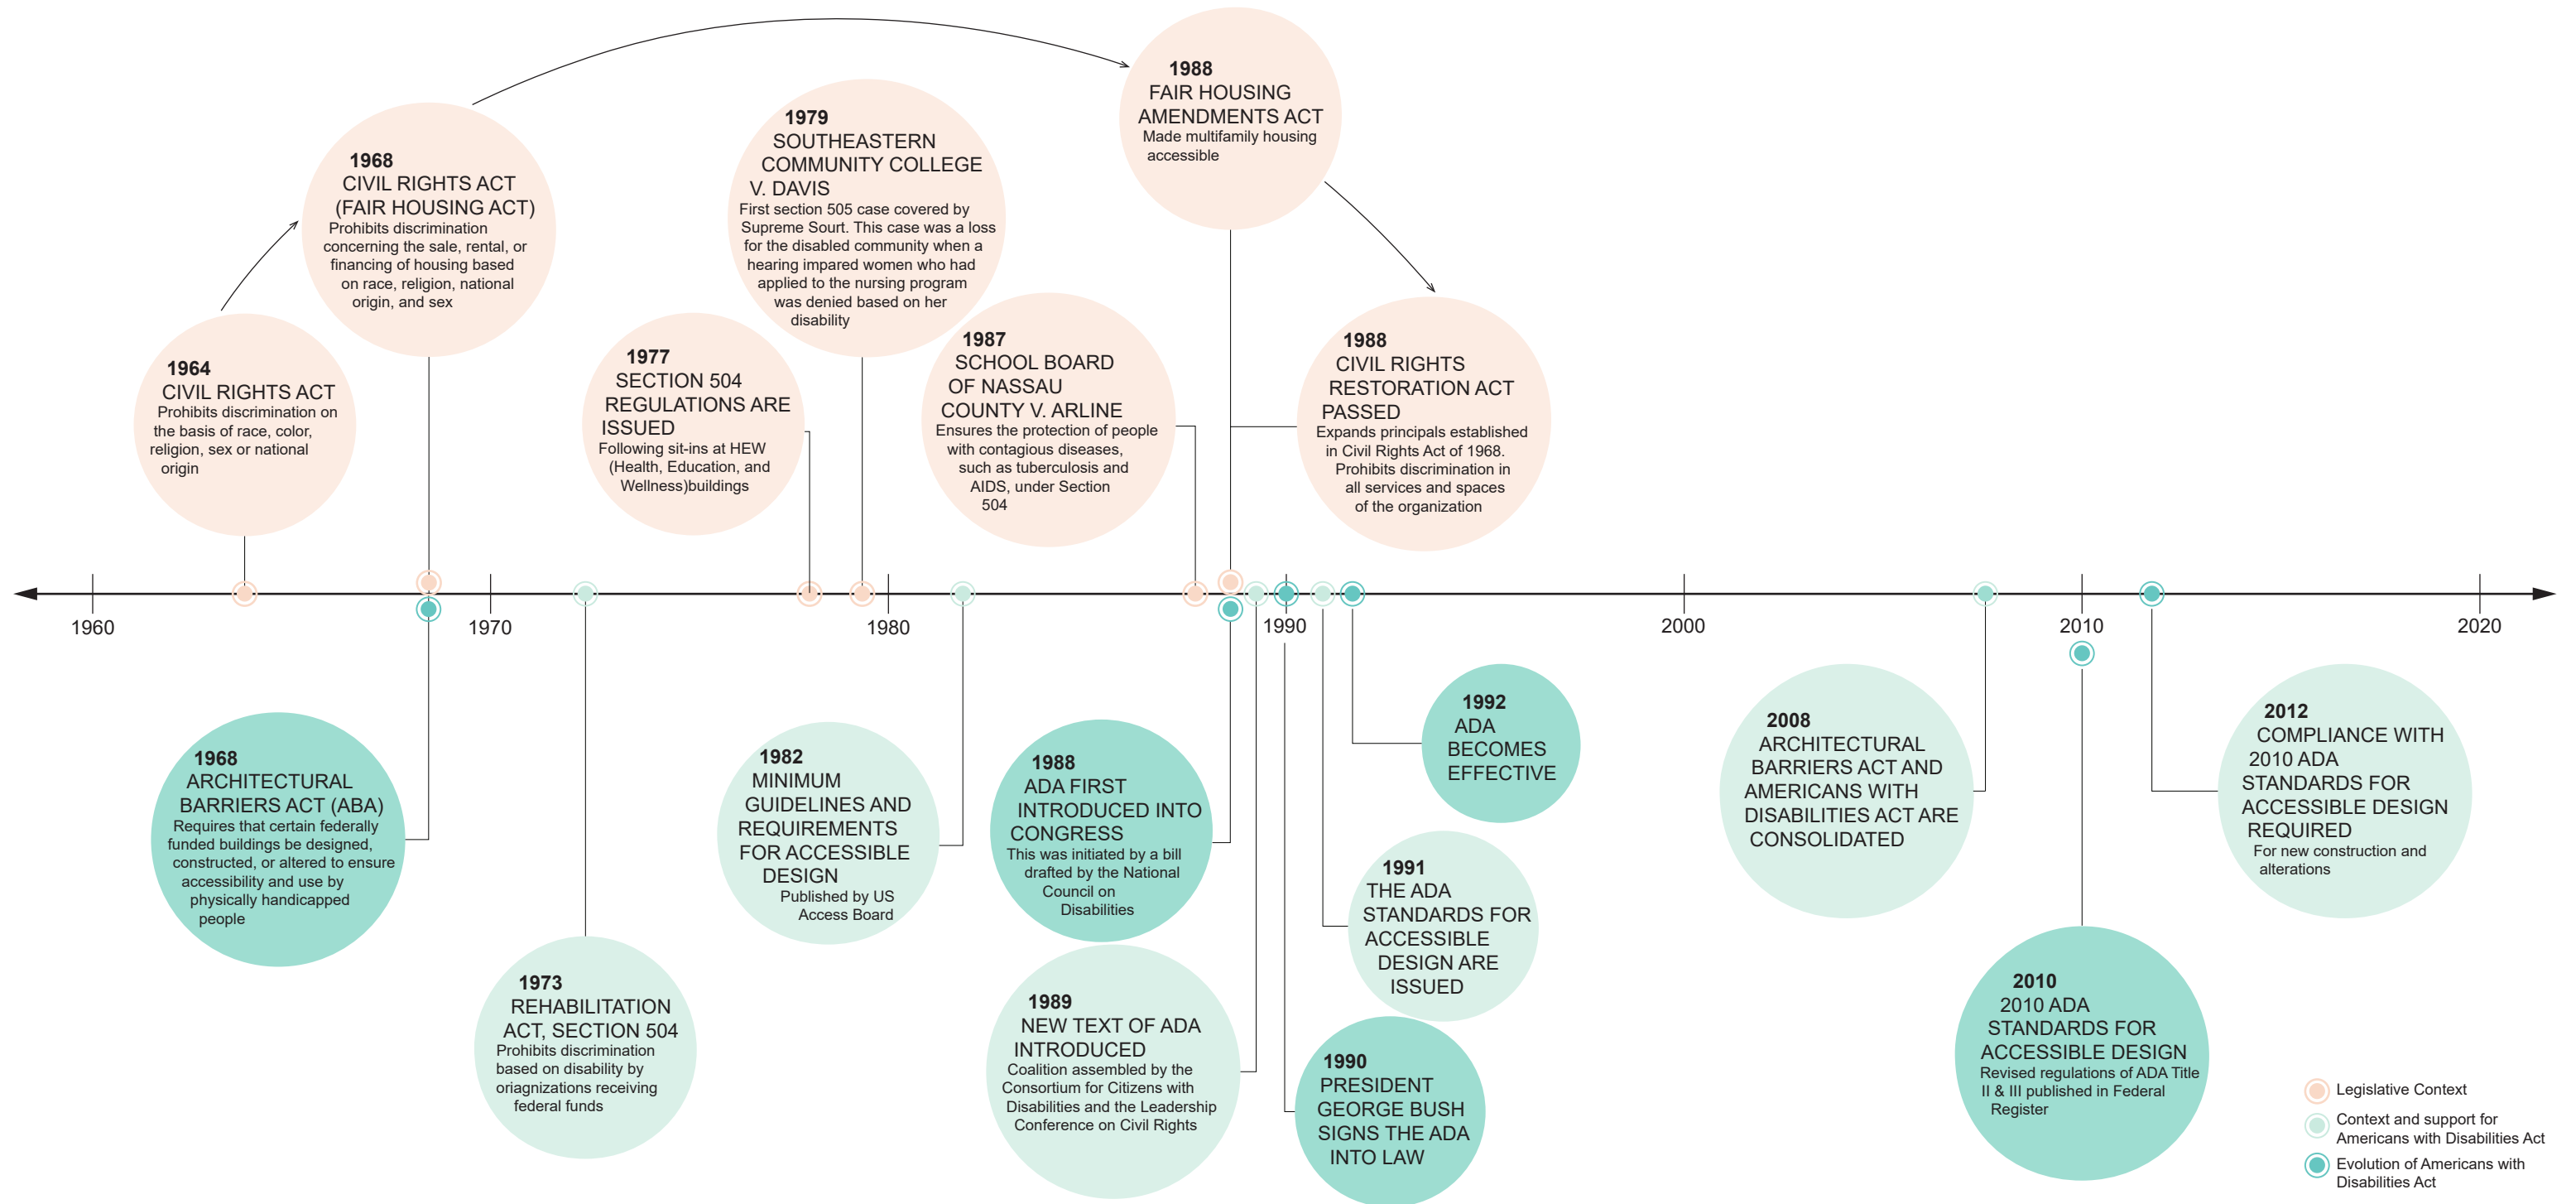 1964
CIVIL RIGHTS ACT
Prohibits discrimination on
the basis of race, color,
religion, sex or national
origin
1968
CIVIL RIGHTS ACT
(FAIR HOUSING ACT)
Prohibits discrimination
concerning the sale, rental, or
financing of housing based
on race, religion, national
origin, and sex
1977
SECTION 504
REGULATIONS ARE
ISSUED
Following sit-ins at HEW
(Health, Education, and
Wellness)buildings
1979
SOUTHEASTERN
COMMUNITY COLLEGE
V. DAVIS
First section 505 case covered by
Supreme Sourt. This case was a loss
for the disabled community when a
hearing impared women who had
applied to the nursing program
was denied based on her
disability
1987
SCHOOL BOARD
OF NASSAU
COUNTY V. ARLINE
Ensures the protection of people
with contagious diseases,
such as tuberculosis and
AIDS, under Section
504
1988
FAIR HOUSING
AMENDMENTS ACT
Made multifamily housing
accessible
1988
CIVIL RIGHTS
RESTORATION ACT
PASSED
Expands principals established
in Civil Rights Act of 1968.
Prohibits discrimination in
all services and spaces
of the organization
1960
1970
1980
1990
2000
2010
2020
1968
ARCHITECTURAL
BARRIERS ACT (ABA)
Requires that certain federally
funded buildings be designed,
constructed, or altered to ensure
accessibility and use by
physically handicapped
people
1973
REHABILITATION
ACT, SECTION 504
Prohibits discrimination
based on disability by
oriagnizations receiving
federal funds
1982
MINIMUM
GUIDELINES AND
REQUIREMENTS
FOR ACCESSIBLE
DESIGN
Published by US
Access Board
1988
ADA FIRST
INTRODUCED INTO
CONGRESS
This was initiated by a bill
drafted by the National
Council on
Disabilities
1989
NEW TEXT OF ADA
INTRODUCED
Coalition assembled by the
Consortium for Citizens with
Disabilities and the Leadership
Conference on Civil Rights
1990
PRESIDENT
GEORGE BUSH
SIGNS THE ADA
INTO LAW
1991
THE ADA
STANDARDS FOR
ACCESSIBLE
DESIGN ARE
ISSUED
1992
ADA
BECOMES
EFFECTIVE
2008
ARCHITECTURAL
BARRIERS ACT AND
AMERICANS WITH
DISABILITIES ACT ARE
CONSOLIDATED
2010
2010 ADA
STANDARDS FOR
ACCESSIBLE DESIGN
Revised regulations of ADA Title
II & III published in Federal
Register
2012
COMPLIANCE WITH
2010 ADA
STANDARDS FOR
ACCESSIBLE DESIGN
REQUIRED
For new construction and
alterations
Legislative Context
Context and support for
Americans with Disabilities Act
Evolution of Americans with
Disabilities Act